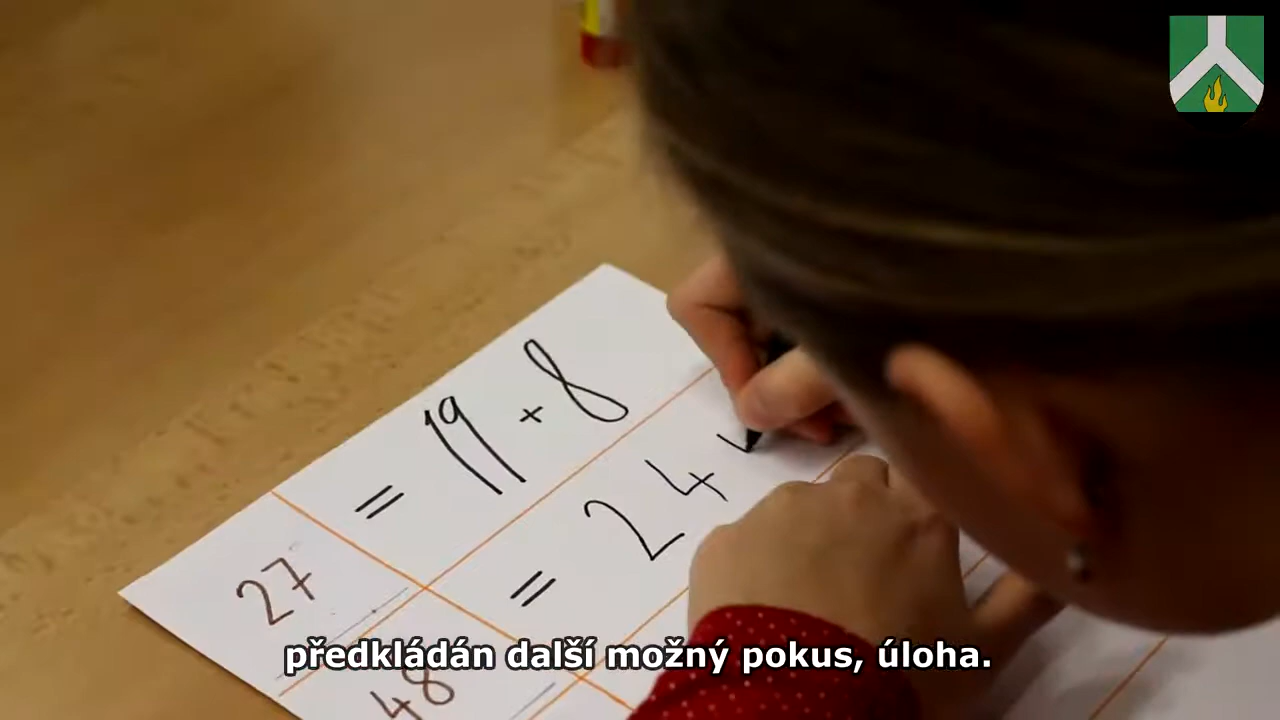 27 = 19 + 8
48 = 24
předkládán další možný pokus, úloha.